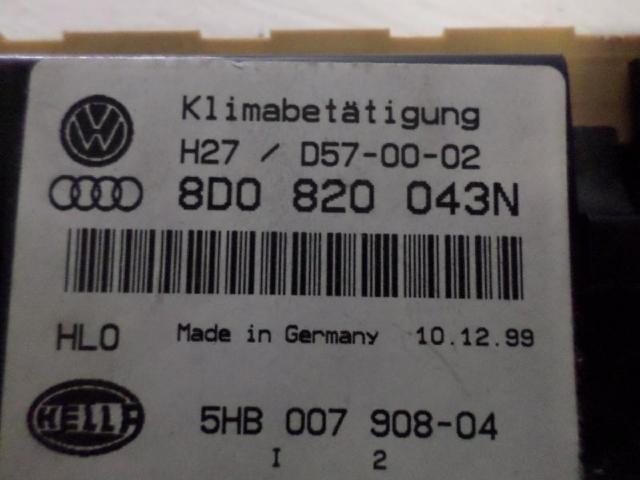 Klimabetätigung
H27 / D57-00-02
8D0 820 043N
HLO Made in Germany 10.12.99
HELLA 5HB 007 908-04
I 2